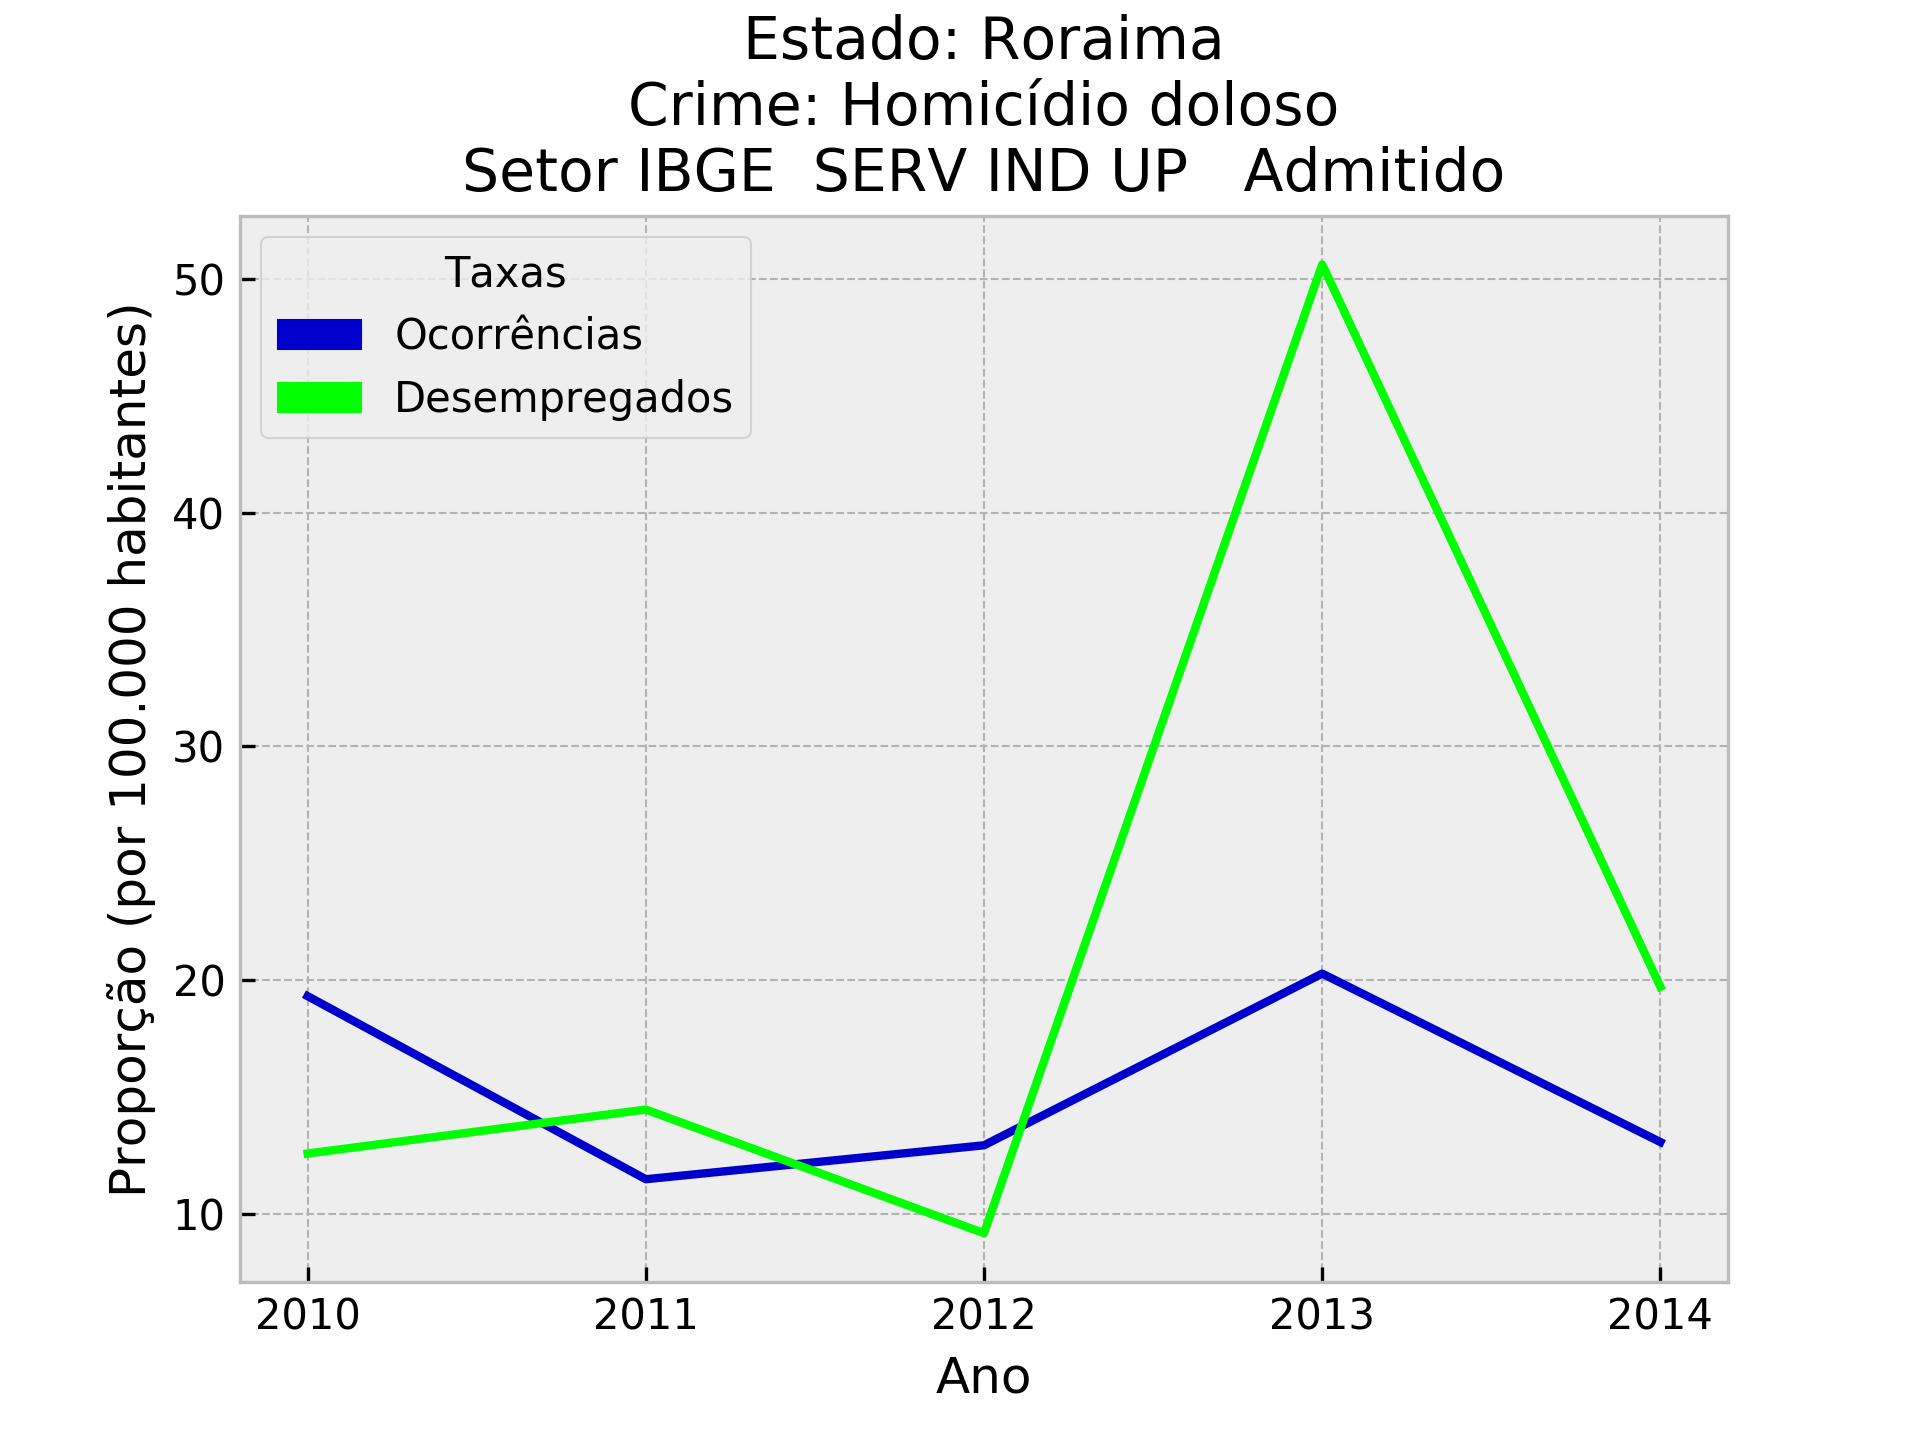 Estado: Roraima
Crime: Homicídio doloso
Setor IBGE  SERV IND UP   Admitido
Proporção (por 100.000 habitantes)
50
40
30
20
10
Taxas
Ocorrências
Desempregados
2010 2011 2012 2013 2014
Ano